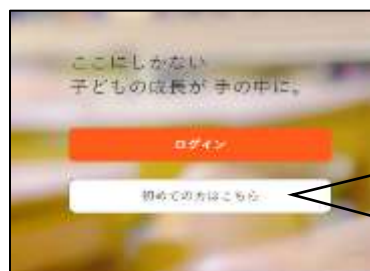 ここにしかない
子どもの成長が 手の中に。
ログイン
初めての方はこちら